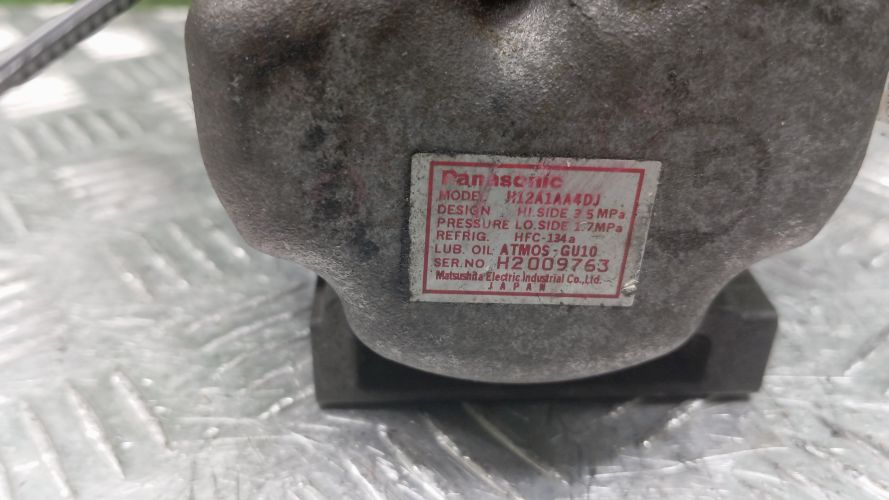 Panasonic
MODEL H12A1AA4DJ
DESIGN HI.SIDE 3.5MPa
PRESSURE LO.SIDE 1.7MPa
REFRIG. HFC-134a
LUB. OIL ATMOS-GU10
SER.NO. H2009763
Matsushita Electric Industrial Co.,Ltd.
JAPAN